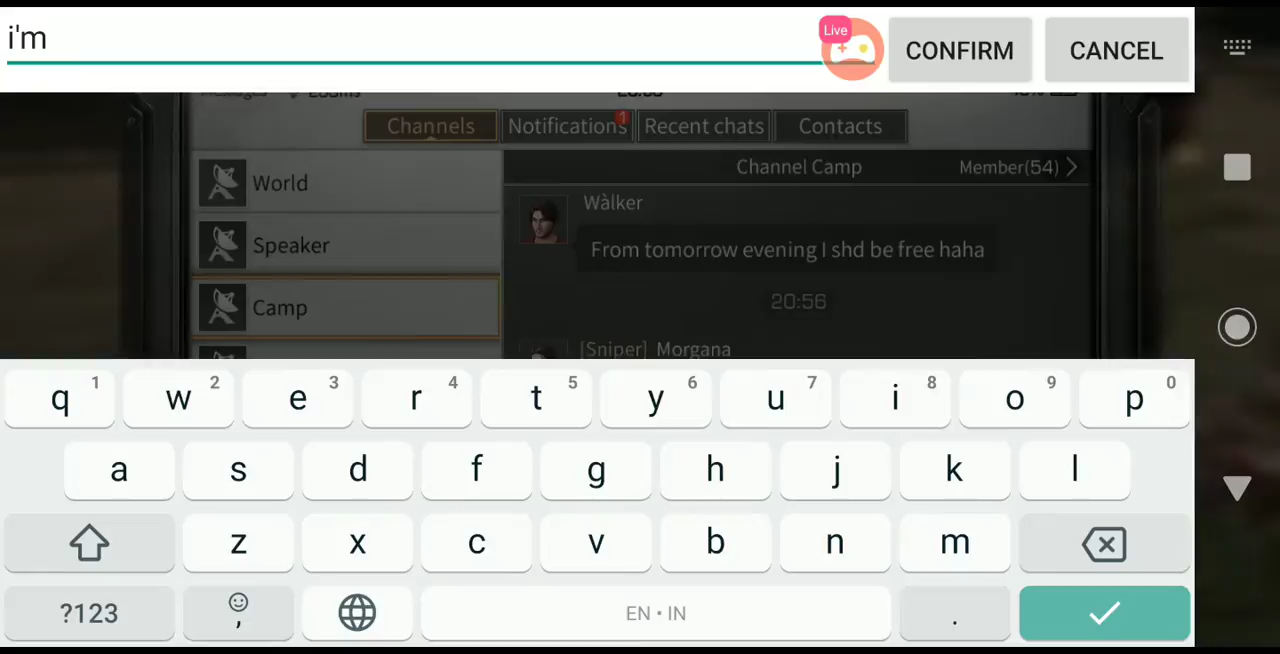 i'm
Live
CONFIRM
CANCEL
Channels
Notifications 1
Recent chats
Contacts
World
Channel Camp
Member(54)
Wàlker
Speaker
From tomorrow evening I shd be free haha
Camp
20:56
[Sniper] Morgana
q 1 w 2 e 3 r 4 t 5 y 6 u 7 i 8 o 9 p 0
a s d f g h j k l
z x c v b n m
?123 , EN • IN .